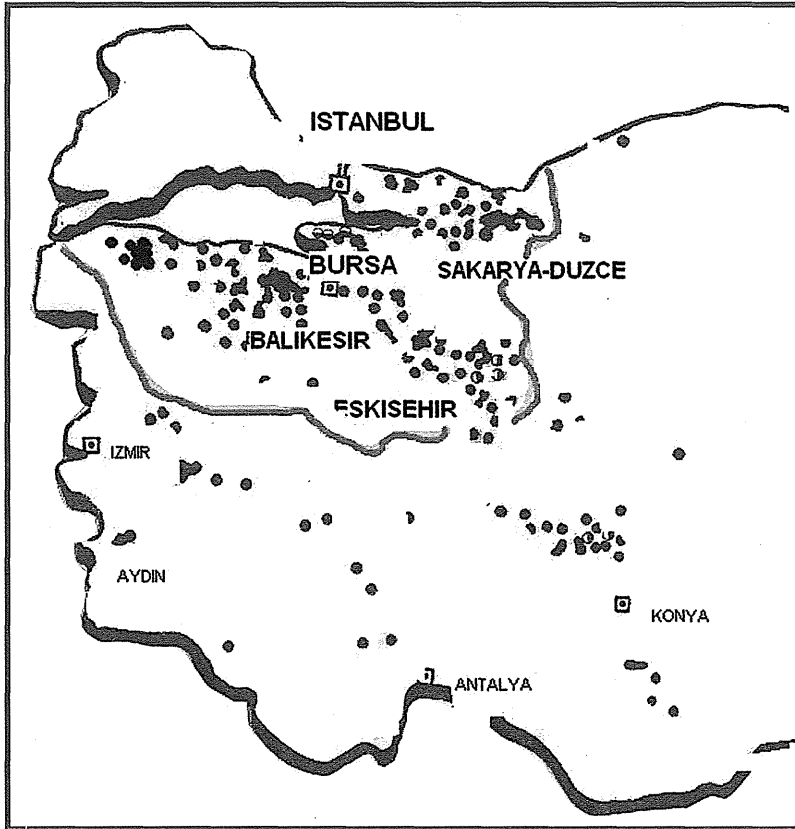 ISTANBUL
BURSA
SAKARYA-DUZCE
BALIKESIR
ESKISEHIR
IZMIR
AYDIN
KONYA
ANTALYA